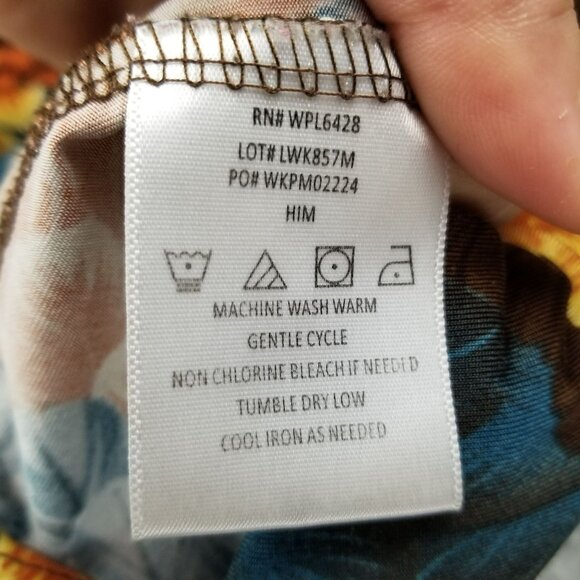 RN# WPL6428
LOT# LWK857M
PO# WKPM02224
HIM
MACHINE WASH WARM
GENTLE CYCLE
NON CHLORINE BLEACH IF NEEDED
TUMBLE DRY LOW
COOL IRON AS NEEDED